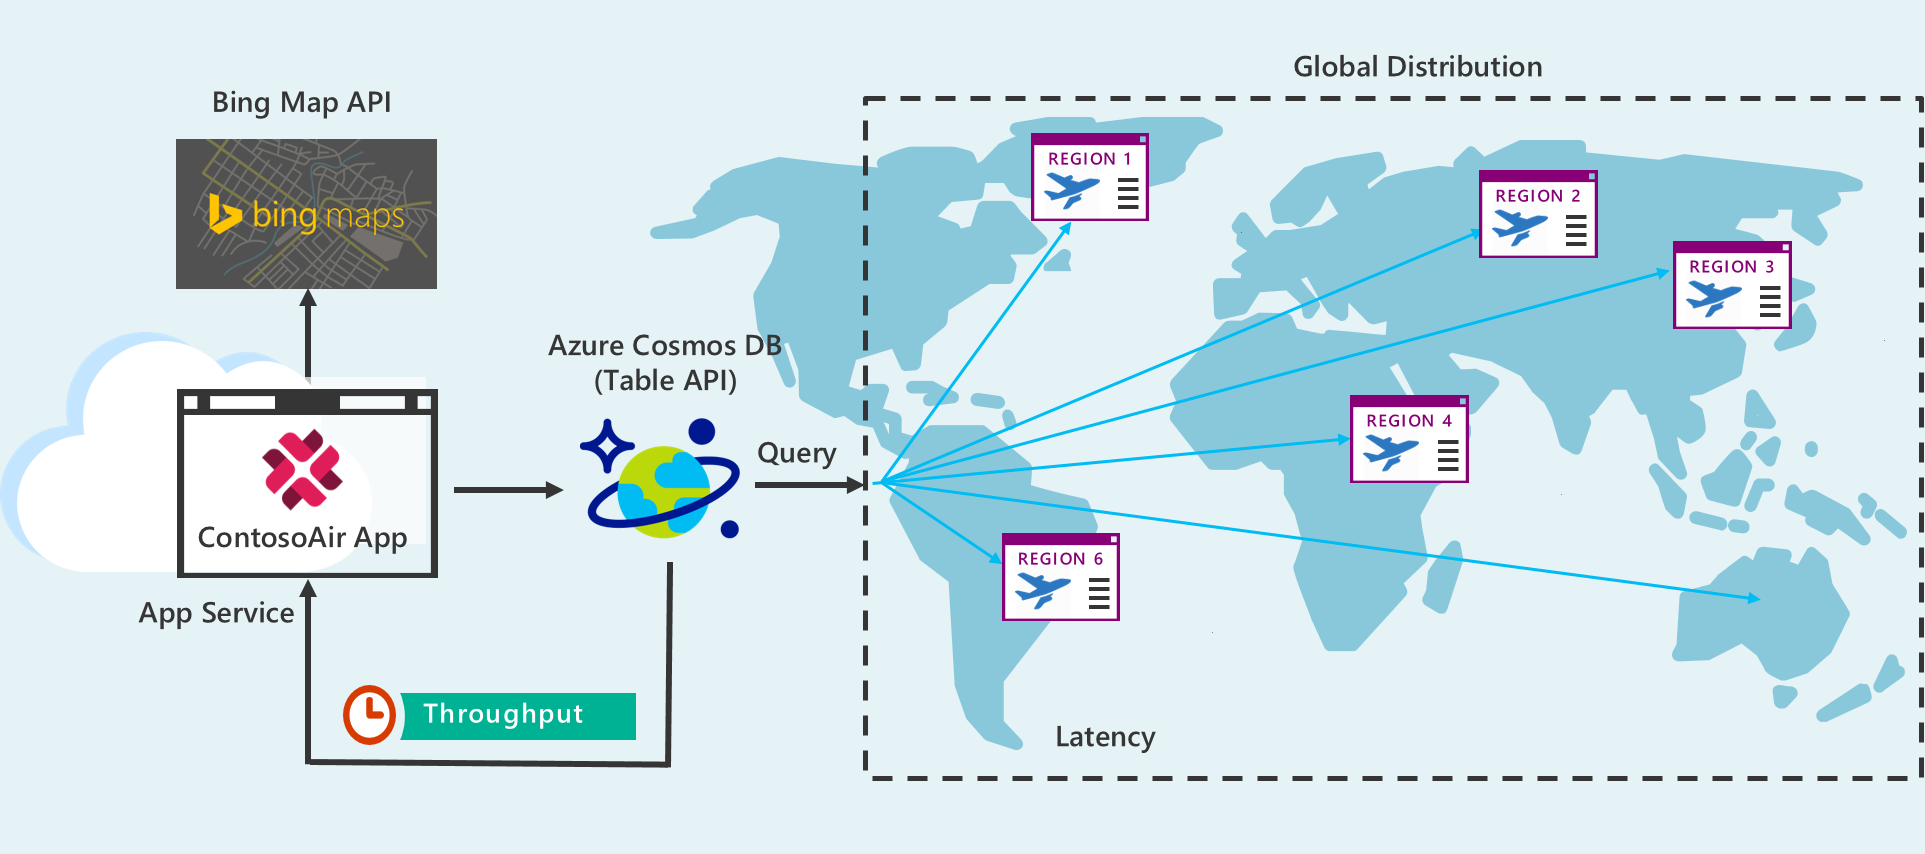 Global Distribution
Bing Map API
bing maps
REGION 1
REGION 2
REGION 3
Azure Cosmos DB
(Table API)
REGION 4
Query
ContosoAir App
REGION 6
App Service
Throughput
Latency